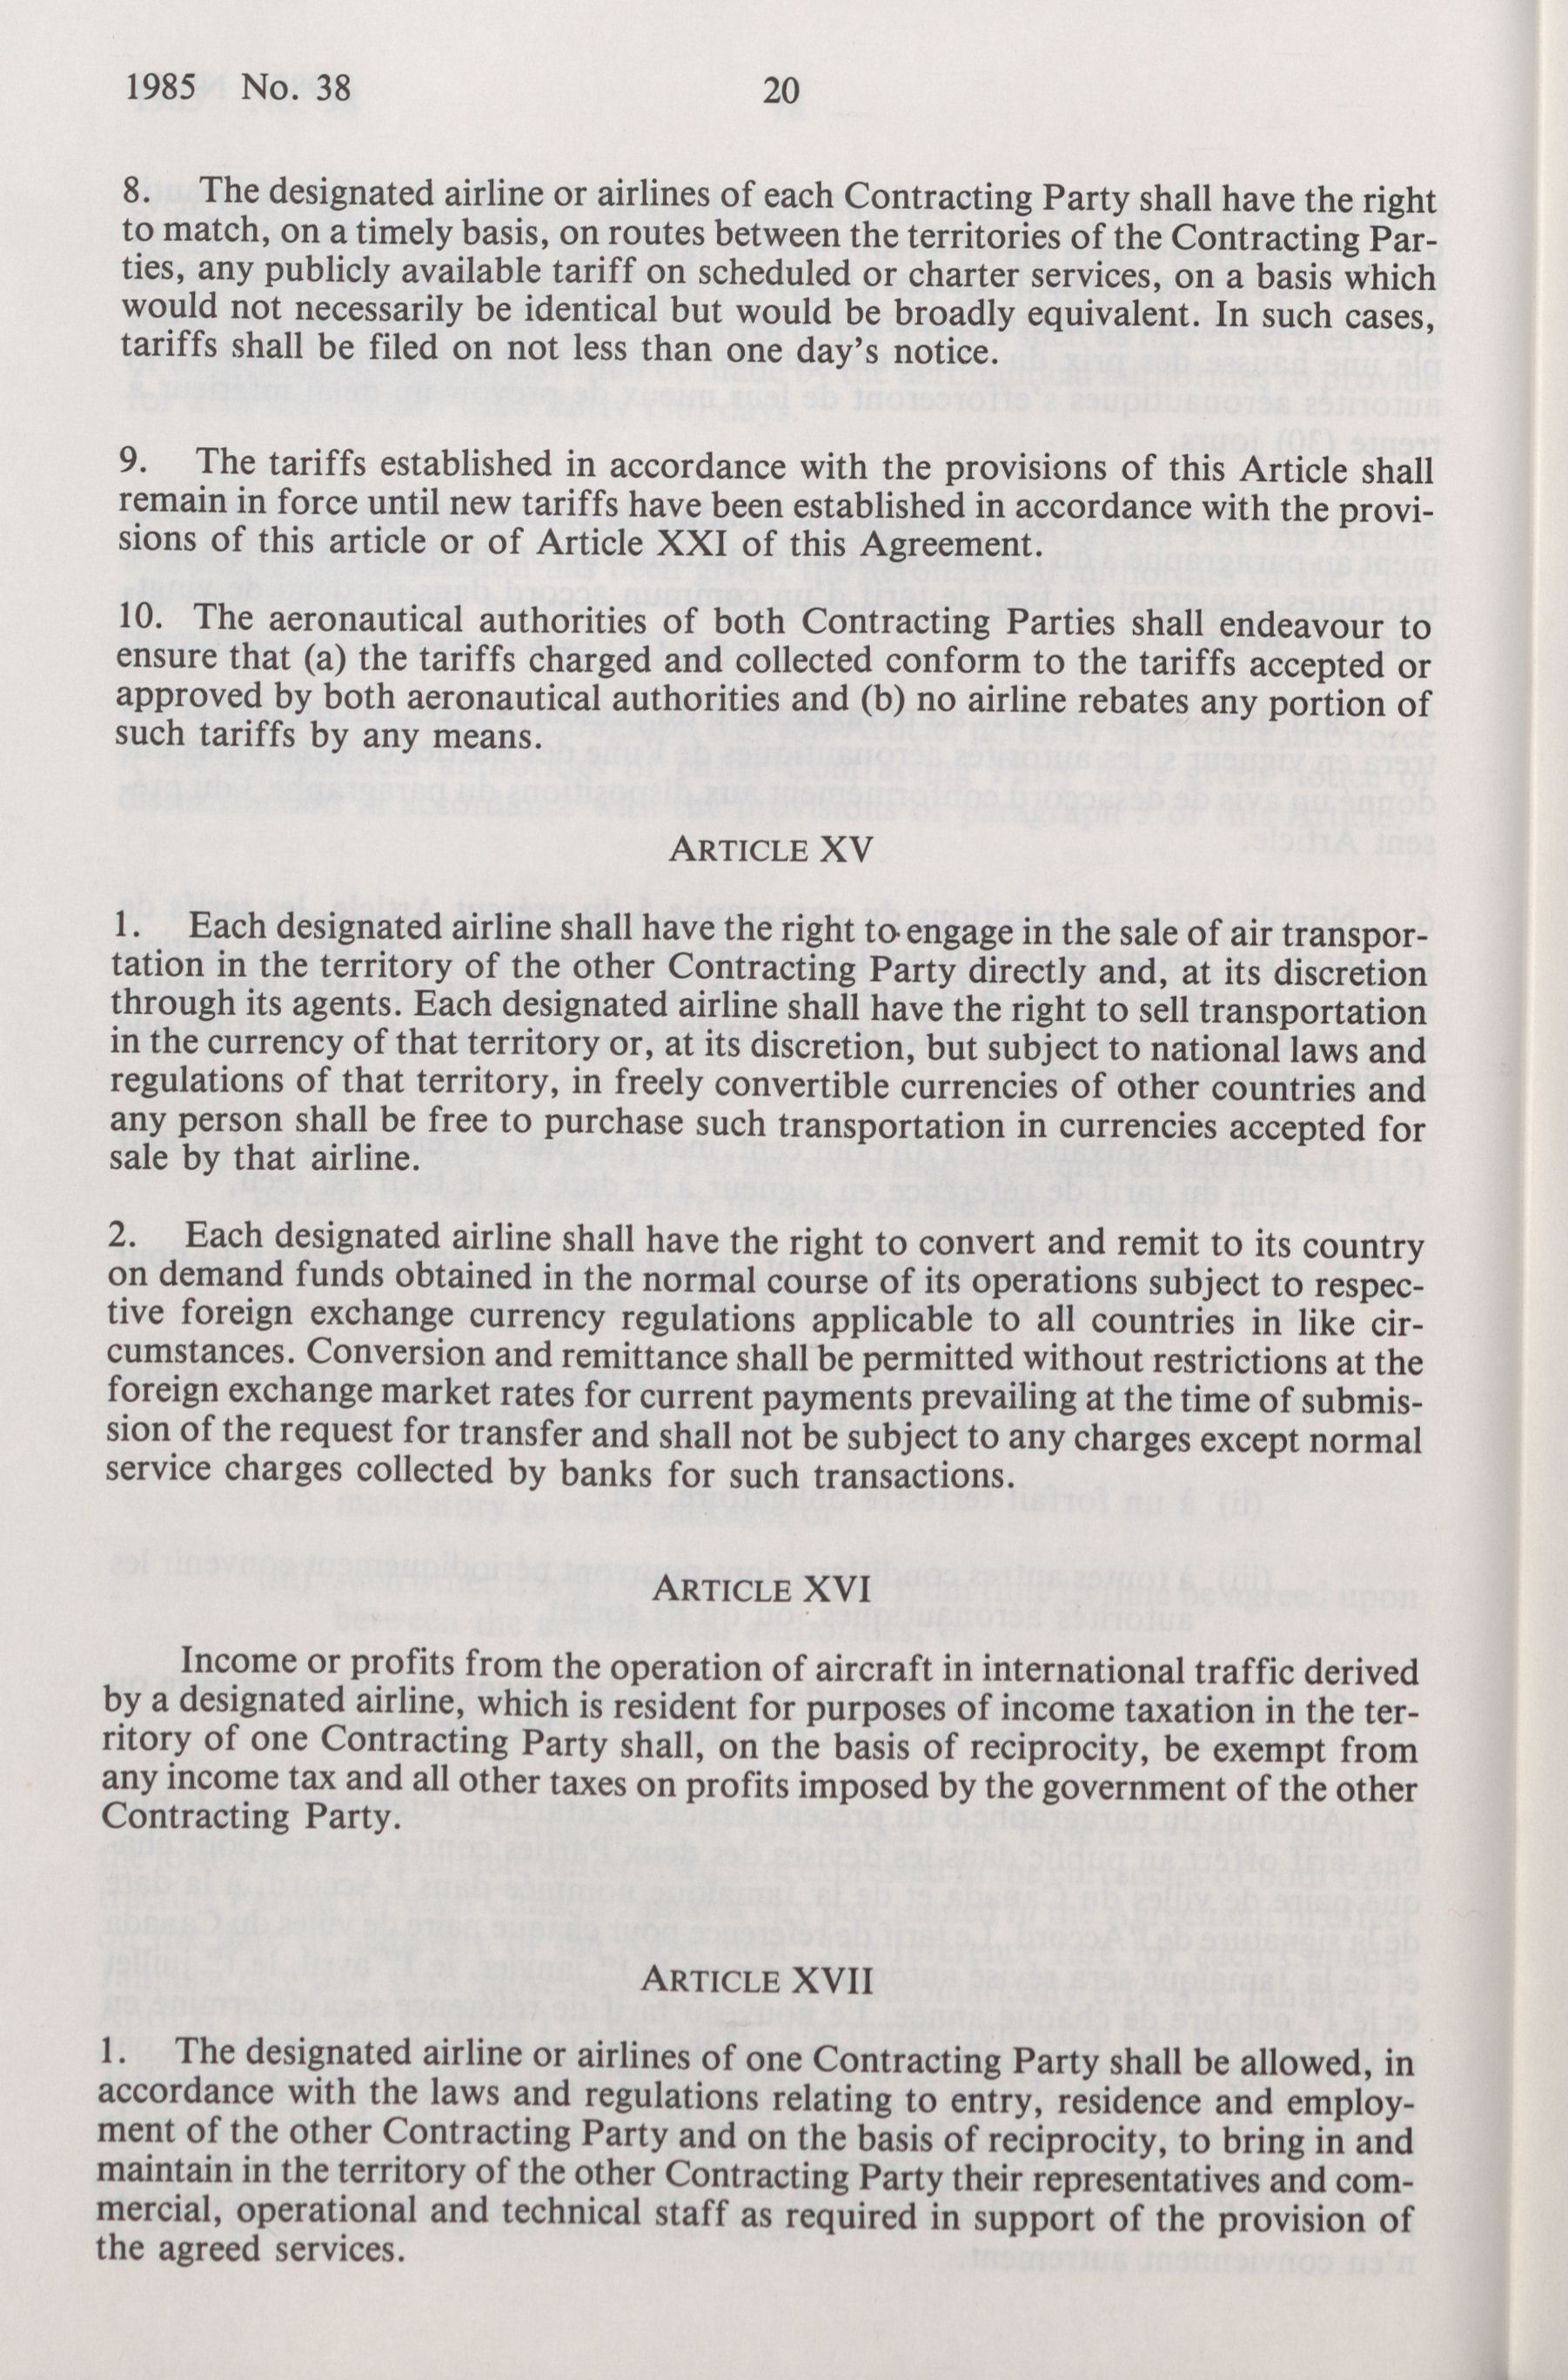 1985 No. 38 20
8. The designated airline or airlines of each Contracting Party shall have the right
to match, on a timely basis, on routes between the territories of the Contracting Par-
ties, any publicly available tariff on scheduled or charter services, on a basis which
would not necessarily be identical but would be broadly equivalent. In such cases,
tariffs shall be filed on not less than one day's notice.
9. The tariffs established in accordance with the provisions of this Article shall
remain in force until new tariffs have been established in accordance with the provi-
sions of this article or of Article XXI of this Agreement.
10. The aeronautical authorities of both Contracting Parties shall endeavour to
ensure that (a) the tariffs charged and collected conform to the tariffs accepted or
approved by both aeronautical authorities and (b) no airline rebates any portion of
such tariffs by any means.
ARTICLE XV
1. Each designated airline shall have the right to engage in the sale of air transpor-
tation in the territory of the other Contracting Party directly and, at its discretion
through its agents. Each designated airline shall have the right to sell transportation
in the currency of that territory or, at its discretion, but subject to national laws and
regulations of that territory, in freely convertible currencies of other countries and
any person shall be free to purchase such transportation in currencies accepted for
sale by that airline.
2. Each designated airline shall have the right to convert and remit to its country
on demand funds obtained in the normal course of its operations subject to respec-
tive foreign exchange currency regulations applicable to all countries in like cir-
cumstances. Conversion and remittance shall be permitted without restrictions at the
foreign exchange market rates for current payments prevailing at the time of submis-
sion of the request for transfer and shall not be subject to any charges except normal
service charges collected by banks for such transactions.
ARTICLE XVI
Income or profits from the operation of aircraft in international traffic derived
by a designated airline, which is resident for purposes of income taxation in the ter-
ritory of one Contracting Party shall, on the basis of reciprocity, be exempt from
any income tax and all other taxes on profits imposed by the government of the other
Contracting Party.
ARTICLE XVII
1. The designated airline or airlines of one Contracting Party shall be allowed, in
accordance with the laws and regulations relating to entry, residence and employ-
ment of the other Contracting Party and on the basis of reciprocity, to bring in and
maintain in the territory of the other Contracting Party their representatives and com-
mercial, operational and technical staff as required in support of the provision of
the agreed services.